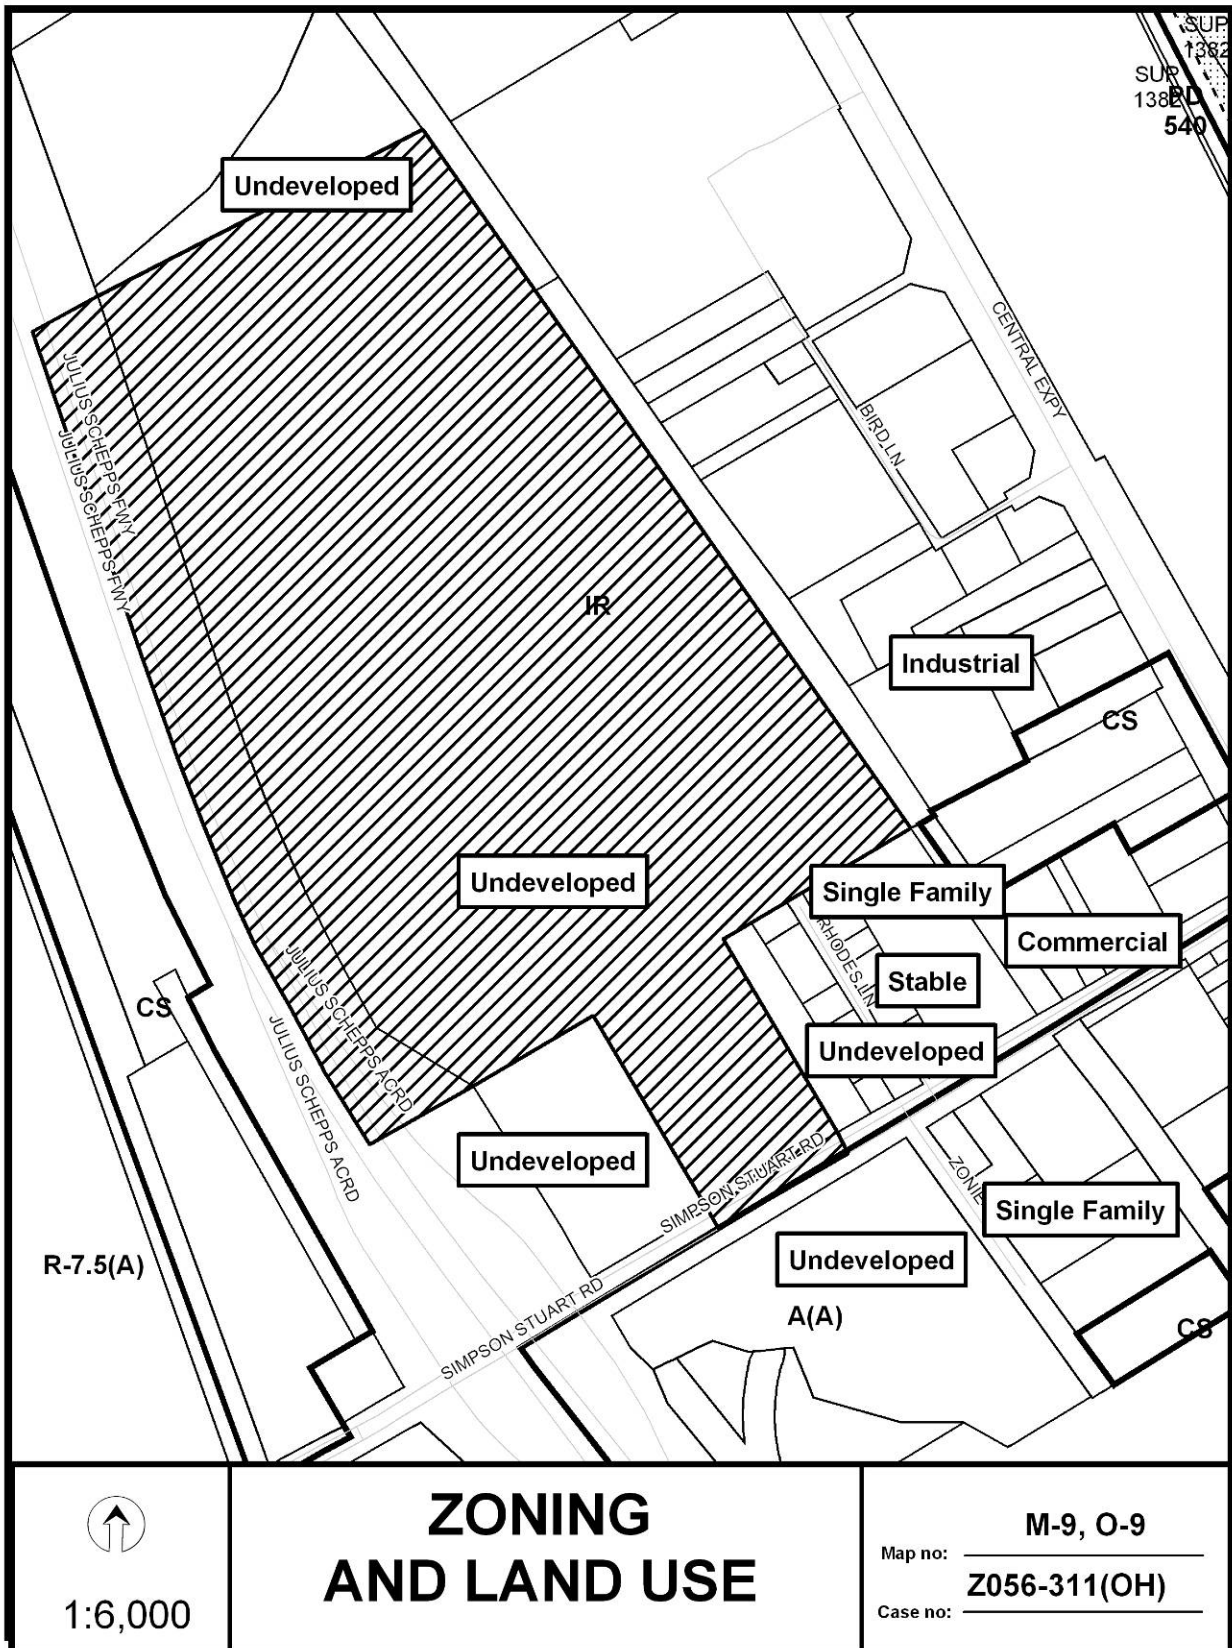 SUP
1382
SUP
1382
PD
540
Undeveloped
CENTRAL EXPY
JULIUS SCHEPPS FWY
JULIUS SCHEPPS FWY
BIRD LN
IR
Industrial
CS
Undeveloped
Single Family
RHODES LN
Commercial
Stable
CS
JULIUS SCHEPPS ACRD
JULIUS SCHEPPS ACRD
Undeveloped
Undeveloped
SIMPSON STUART RD
ZONIE
Single Family
R-7.5(A)
Undeveloped
A(A)
CS
SIMPSON STUART RD
1:6,000
ZONING
AND LAND USE
Map no: M-9, O-9
Case no: Z056-311(OH)